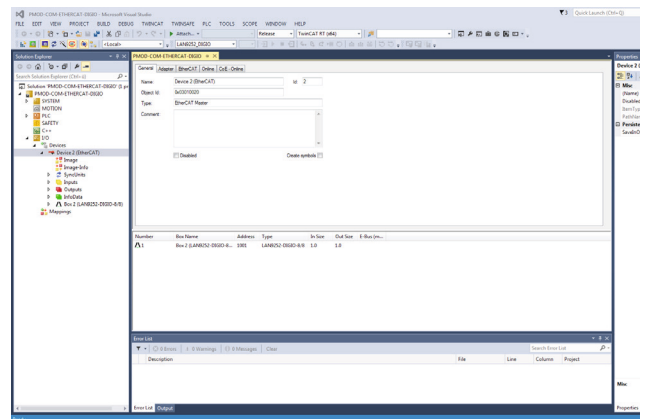 PMOD-COM-ETHERCAT-DIGIO - Microsoft Visual Studio
3 Quick Launch (Ctrl+Q)
FILE EDIT VIEW PROJECT BUILD DEBUG TWINCAT TWINSAFE PLC TOOLS SCOPE WINDOW HELP
Attach... Release TwinCAT RT (x64)
<Local> LAN9252_DIGIO
Solution Explorer
Search Solution Explorer (Ctrl+ü)
Solution 'PMOD-COM-ETHERCAT-DIGIO' (1 pr
PMOD-COM-ETHERCAT-DIGIO
SYSTEM
MOTION
PLC
SAFETY
C++
I/O
Devices
Device 2 (EtherCAT)
Image
Image-Info
SyncUnits
Inputs
Outputs
InfoData
Box 2 (LAN9252-DIGIO-8/8)
Mappings
PMOD-COM-ETHERCAT-DIGIO
General Adapter EtherCAT Online CoE - Online
Name: Device 2 (EtherCAT) Id: 2
Object Id: 0x03010020
Type: EtherCAT Master
Comment:
Disabled Create symbols
Number Box Name Address Type In Size Out Size E-Bus (m...
1 Box 2 (LAN9252-DIGIO-8... 1001 LAN9252-DIGIO-8/8 1.0 1.0
Error List
0 Errors 0 Warnings 0 Messages Clear
Search Error List
Description File Line Column Project
Error List Output
Properties
Device 2 (
Misc
(Name)
Disabled
ItemTyp
PathName
Persiste
SaveInO
Misc
Properties